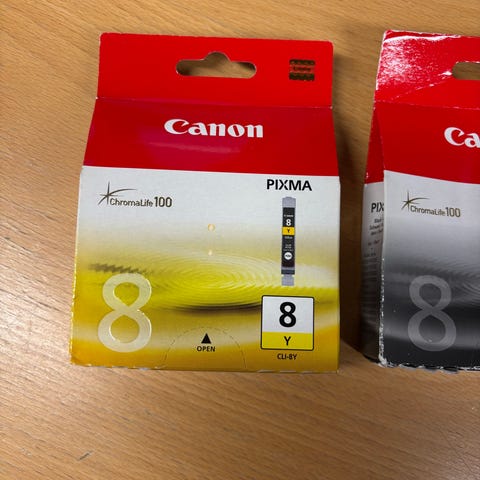 Canon
PIXMA
ChromaLife100
8
Y
8
8
Y
OPEN
CLI-8Y
Ca
PIX
ChromaLife100
8